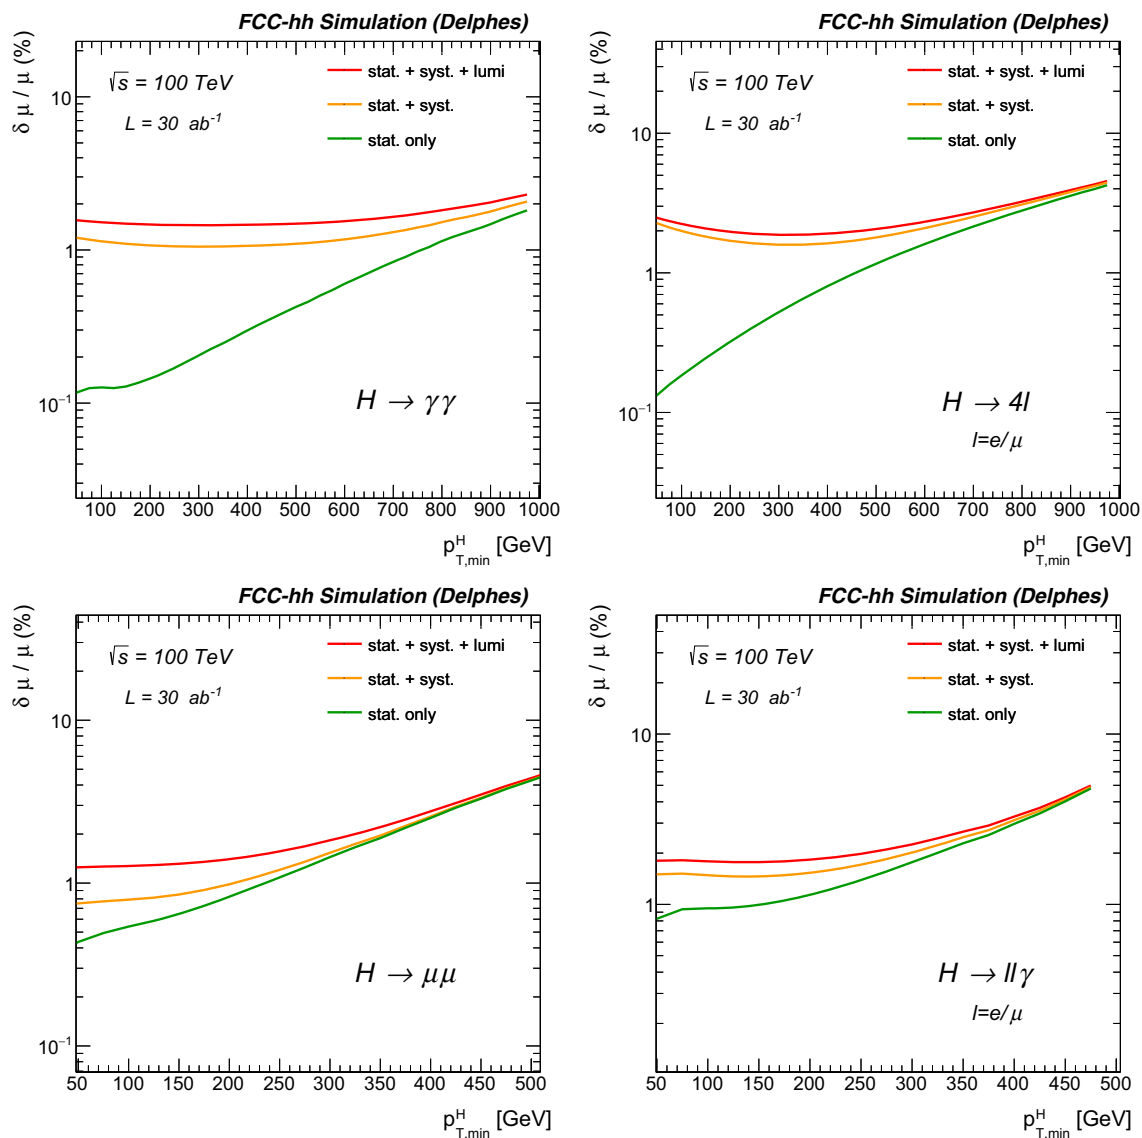 FCC-hh Simulation (Delphes)
δ μ / μ (%)
√s = 100 TeV
L = 30 ab⁻¹
stat. + syst. + lumi
stat. + syst.
stat. only
10
1
10⁻¹
H → γγ
100 200 300 400 500 600 700 800 900 1000
p^H_T,min [GeV]
FCC-hh Simulation (Delphes)
δ μ / μ (%)
√s = 100 TeV
L = 30 ab⁻¹
stat. + syst. + lumi
stat. + syst.
stat. only
10
1
10⁻¹
H → 4l
l=e/μ
100 200 300 400 500 600 700 800 900 1000
p^H_T,min [GeV]
FCC-hh Simulation (Delphes)
δ μ / μ (%)
√s = 100 TeV
L = 30 ab⁻¹
stat. + syst. + lumi
stat. + syst.
stat. only
10
1
10⁻¹
H → μμ
50 100 150 200 250 300 350 400 450 500
p^H_T,min [GeV]
FCC-hh Simulation (Delphes)
δ μ / μ (%)
√s = 100 TeV
L = 30 ab⁻¹
stat. + syst. + lumi
stat. + syst.
stat. only
10
1
H → llγ
l=e/μ
50 100 150 200 250 300 350 400 450 500
p^H_T,min [GeV]